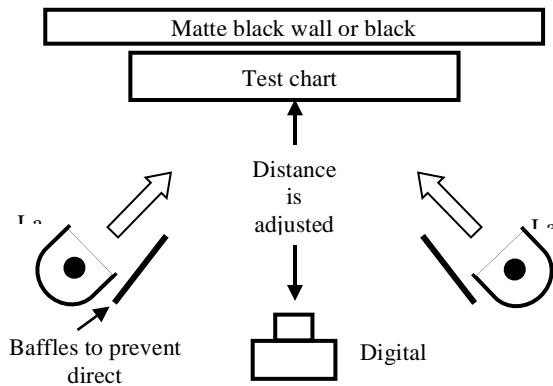 Matte black wall or black
Test chart
Distance
is
adjusted
Baffles to prevent
direct
Digital